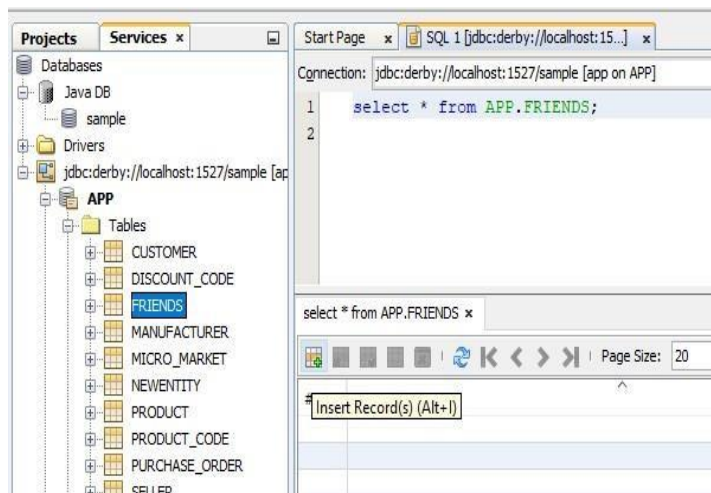 Projects
Services x
Databases
Java DB
sample
Drivers
jdbc:derby://localhost:1527/sample [ap
APP
Tables
CUSTOMER
DISCOUNT_CODE
FRIENDS
MANUFACTURER
MICRO_MARKET
NEWENTITY
PRODUCT
PRODUCT_CODE
PURCHASE_ORDER
SELLER
Start Page x
SQL 1 [jdbc:derby://localhost:15...] x
Connection: jdbc:derby://localhost:1527/sample [app on APP]
1 select * from APP.FRIENDS;
2
select * from APP.FRIENDS x
Page Size: 20
#
Insert Record(s) (Alt+I)